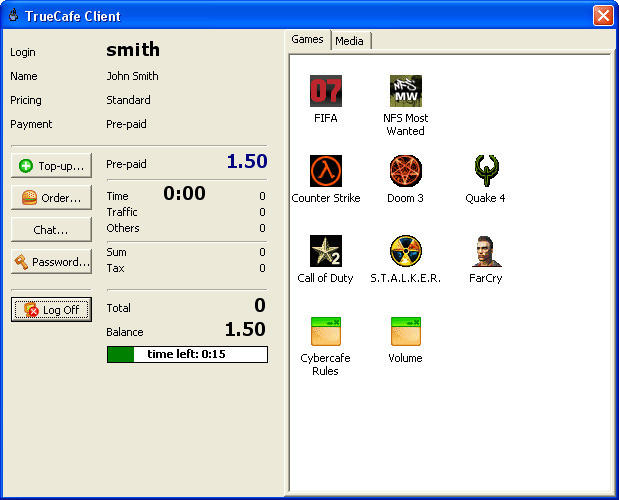 TrueCafe Client
Login smith
Name John Smith
Pricing Standard
Payment Pre-paid
Top-up...
Order...
Chat...
Password...
Log Off
Pre-paid 1.50
Time 0:00 0
Traffic 0
Others 0
Sum 0
Tax 0
Total 0
Balance 1.50
time left: 0:15
Games Media
07
FIFA
NFS
MW
NFS Most
Wanted
Counter Strike
Doom 3
Quake 4
2
Call of Duty
S.T.A.L.K.E.R.
FarCry
Cybercafe
Rules
Volume